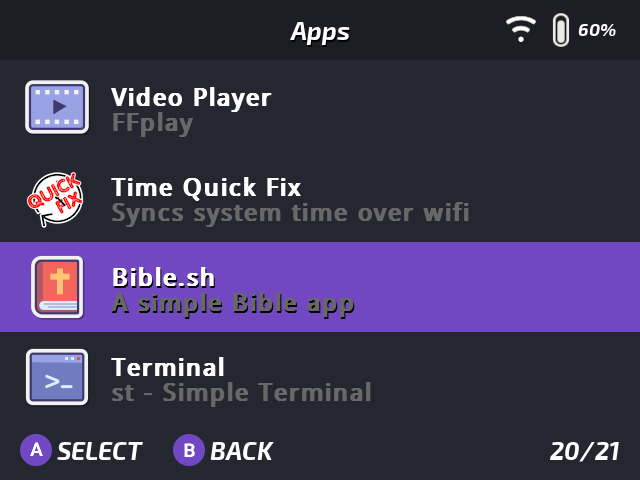 Apps
60%
Video Player
FFplay
QUICK
FIX
Time Quick Fix
Syncs system time over wifi
Bible.sh
A simple Bible app
>_
Terminal
st - Simple Terminal
A SELECT
B BACK
20/21